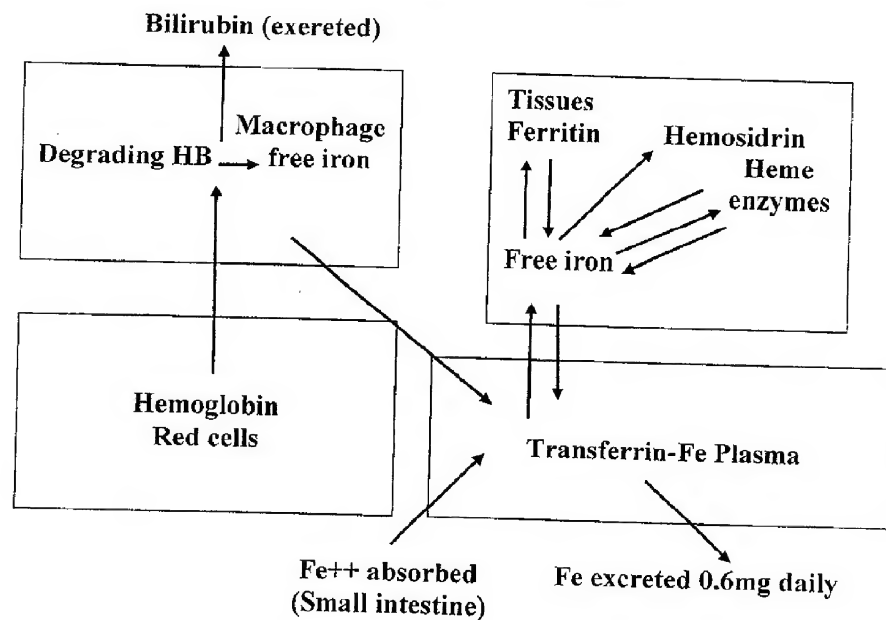 Bilirubin (exereted)
Degrading HB
Macrophage
free iron
Tissues
Ferritin
Hemosidrin
Heme
enzymes
Free iron
Hemoglobin
Red cells
Transferrin-Fe Plasma
Fe++ absorbed
(Small intestine)
Fe excreted 0.6mg daily